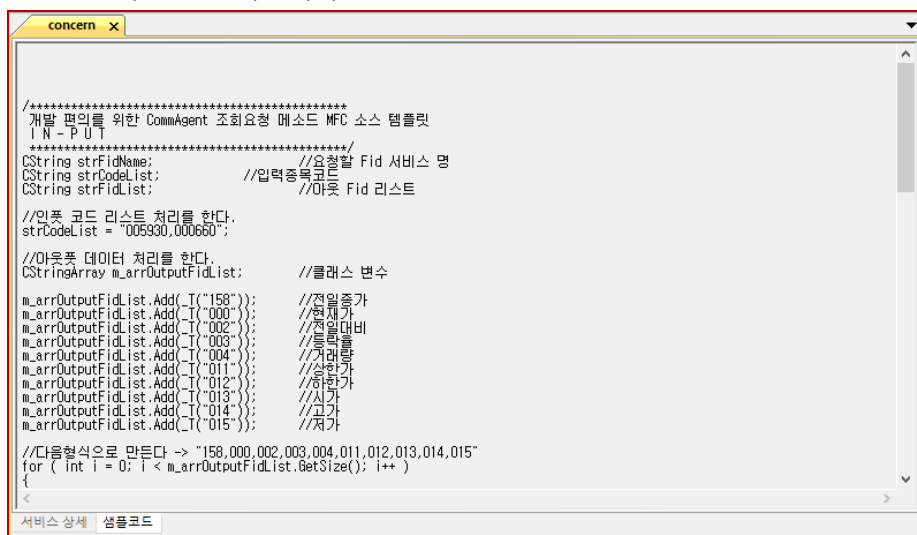 concern x
/**********************************************
개발 편의를 위한 CommAgent 조회요청 메소드 MFC 소스 템플릿
I N - P U T
**********************************************/
CString strFidName; //요청할 Fid 서비스 명
CString strCodeList; //입력종목코드
CString strFidList; //아웃 Fid 리스트
//인풋 코드 리스트 처리를 한다.
strCodeList = "005930,000660";
//아웃풋 데이터 처리를 한다.
CStringArray m_arrOutputFidList; //클래스 변수
m_arrOutputFidList.Add(_T("158")); //전일종가
m_arrOutputFidList.Add(_T("000")); //현재가
m_arrOutputFidList.Add(_T("002")); //전일대비
m_arrOutputFidList.Add(_T("003")); //등락율
m_arrOutputFidList.Add(_T("004")); //거래량
m_arrOutputFidList.Add(_T("011")); //상한가
m_arrOutputFidList.Add(_T("012")); //하한가
m_arrOutputFidList.Add(_T("013")); //시가
m_arrOutputFidList.Add(_T("014")); //고가
m_arrOutputFidList.Add(_T("015")); //저가
//다음형식으로 만든다 -> "158,000,002,003,004,011,012,013,014,015"
for ( int i = 0; i < m_arrOutputFidList.GetSize(); i++ )
{
서비스 상세 샘플코드